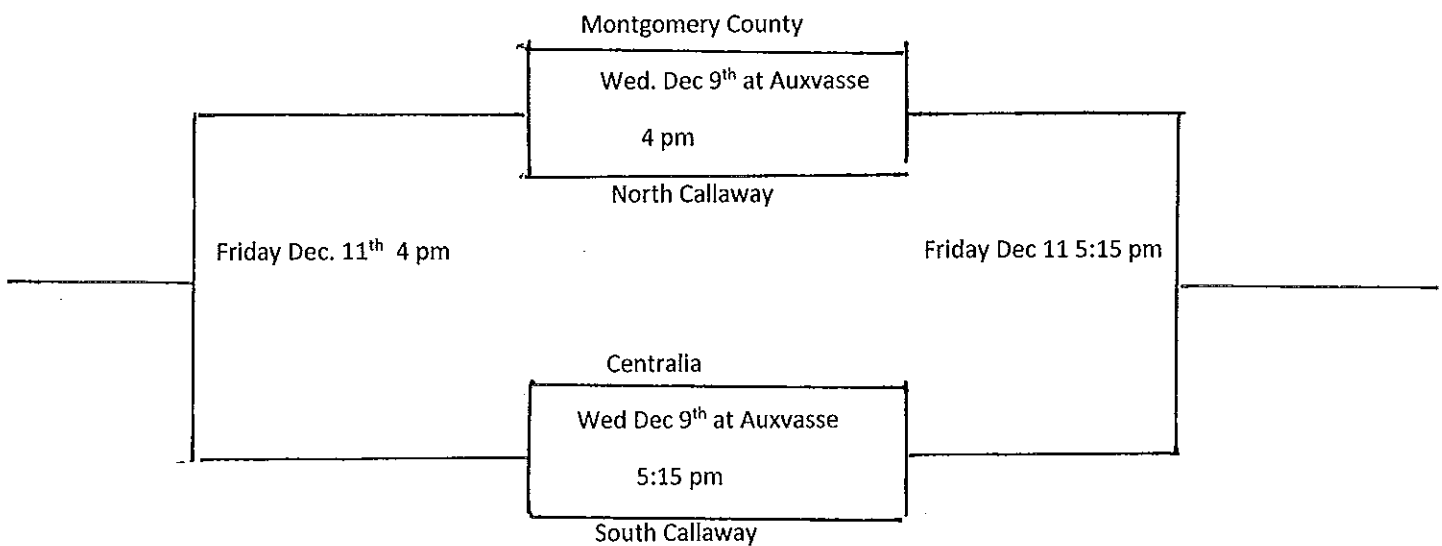 Montgomery County
Wed. Dec 9th at Auxvasse
4 pm
North Callaway
Friday Dec. 11th 4 pm
Friday Dec 11 5:15 pm
Centralia
Wed Dec 9th at Auxvasse
5:15 pm
South Callaway